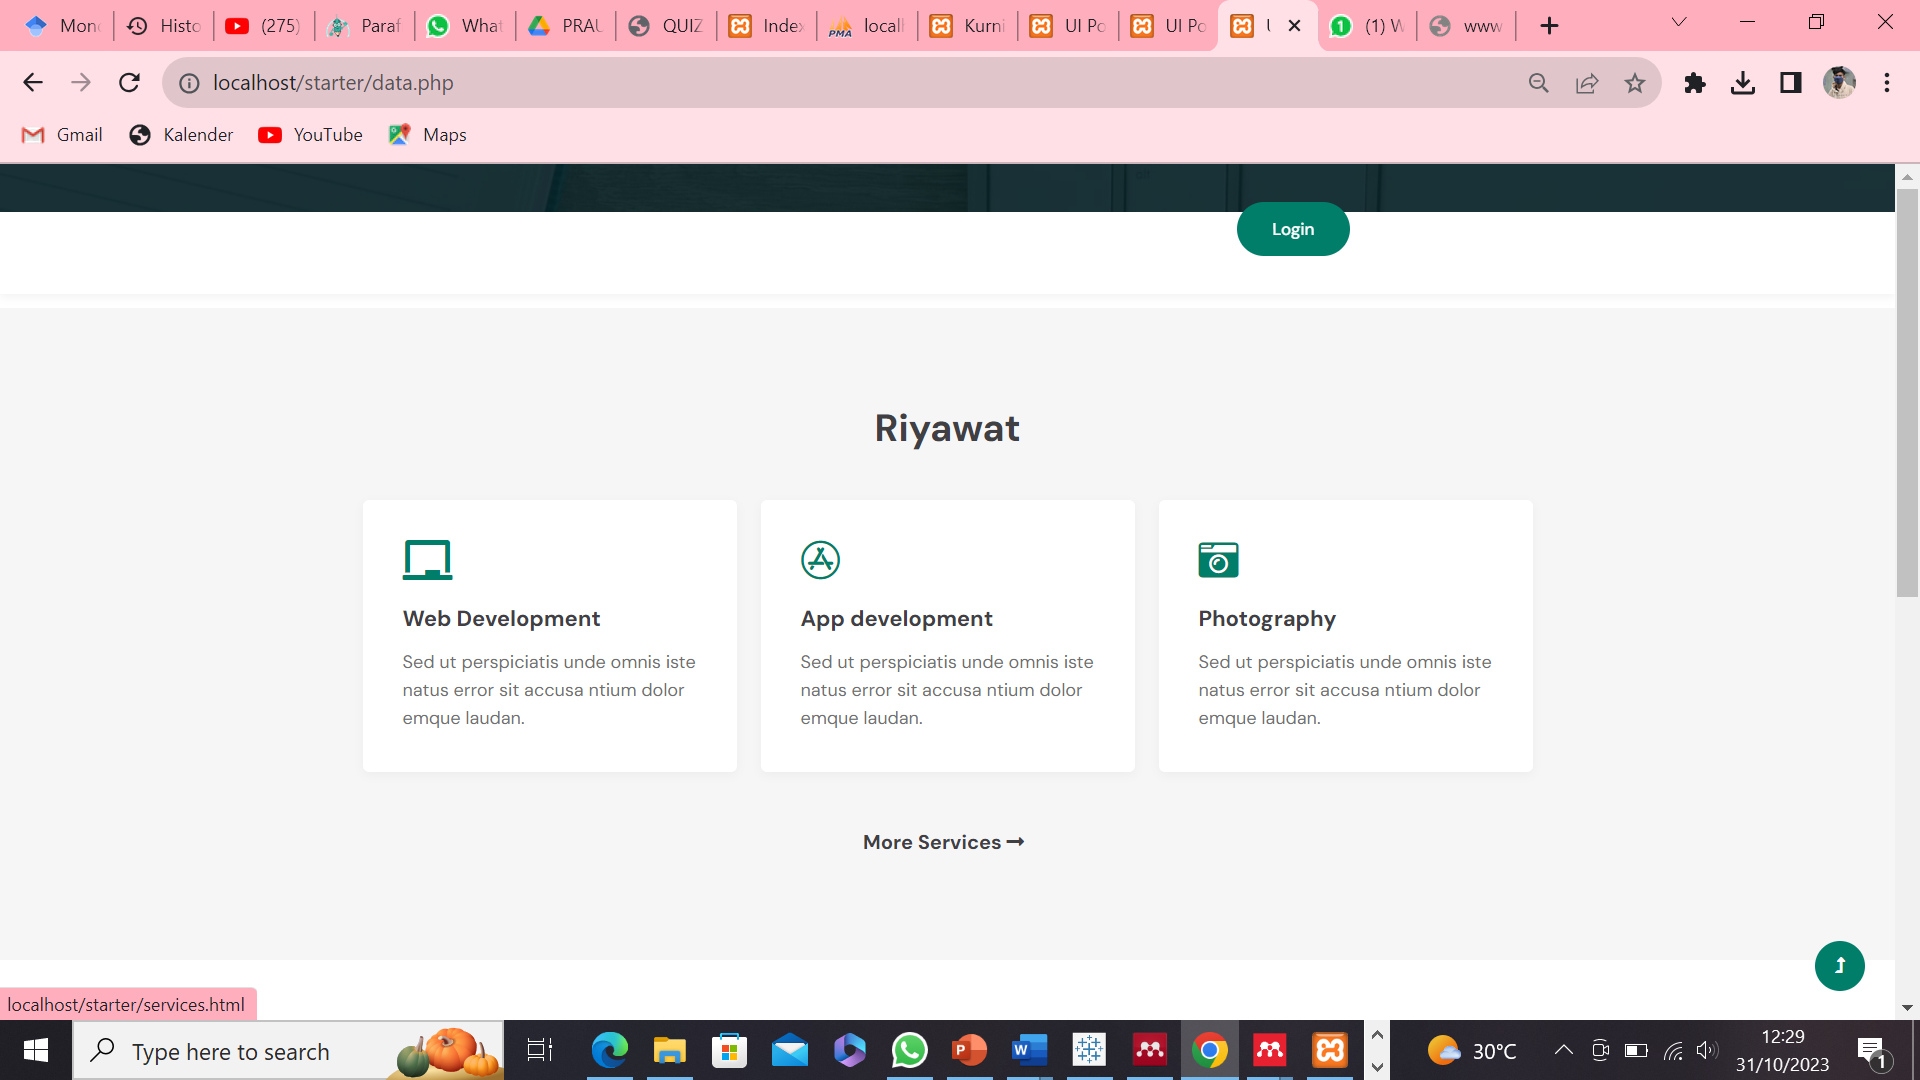 Mon
Histo
(275)
Paraf
What
PRAU
QUIZ
Index
PMA
locall
Kurni
UI Po
UI Po
U
1
(1) W
www
localhost/starter/data.php
Gmail
Kalender
YouTube
Maps
Login
Riyawat
Web Development
Sed ut perspiciatis unde omnis iste
natus error sit accusa ntium dolor
emque laudan.
App development
Sed ut perspiciatis unde omnis iste
natus error sit accusa ntium dolor
emque laudan.
Photography
Sed ut perspiciatis unde omnis iste
natus error sit accusa ntium dolor
emque laudan.
More Services
localhost/starter/services.html
Type here to search
30°C
12:29
31/10/2023
1